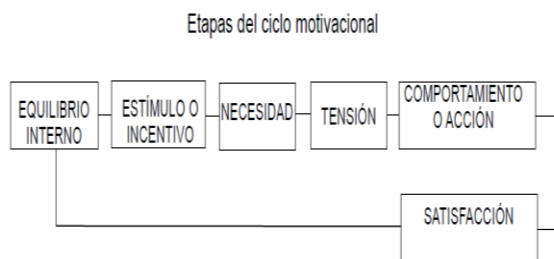 Etapas del ciclo motivacional
EQUILIBRIO
INTERNO
ESTÍMULO O
INCENTIVO
NECESIDAD
TENSIÓN
COMPORTAMIENTO
O ACCIÓN
SATISFACCIÓN